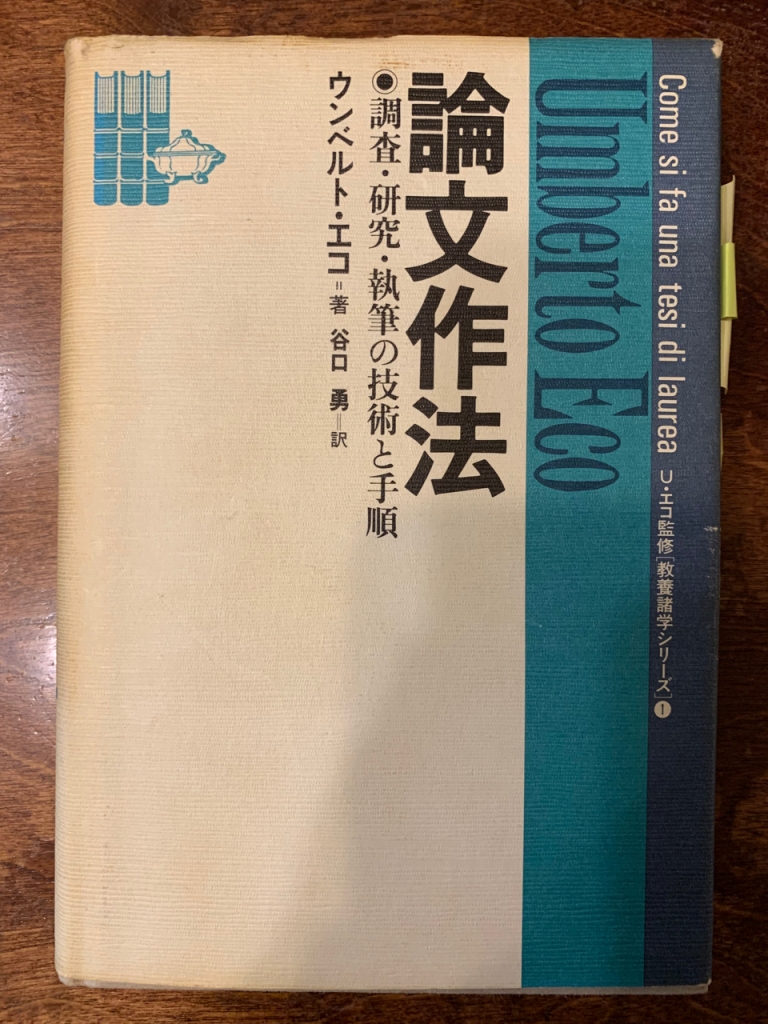 Come si fa una tesi di laurea U・エコ監修[教養諸学シリーズ]❶
Umberto Eco
論文作法
◉調査・研究・執筆の技術と手順
ウンベルト・エコ=著 谷口 勇=訳